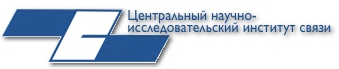 Центральный научно-
исследовательский институт связи